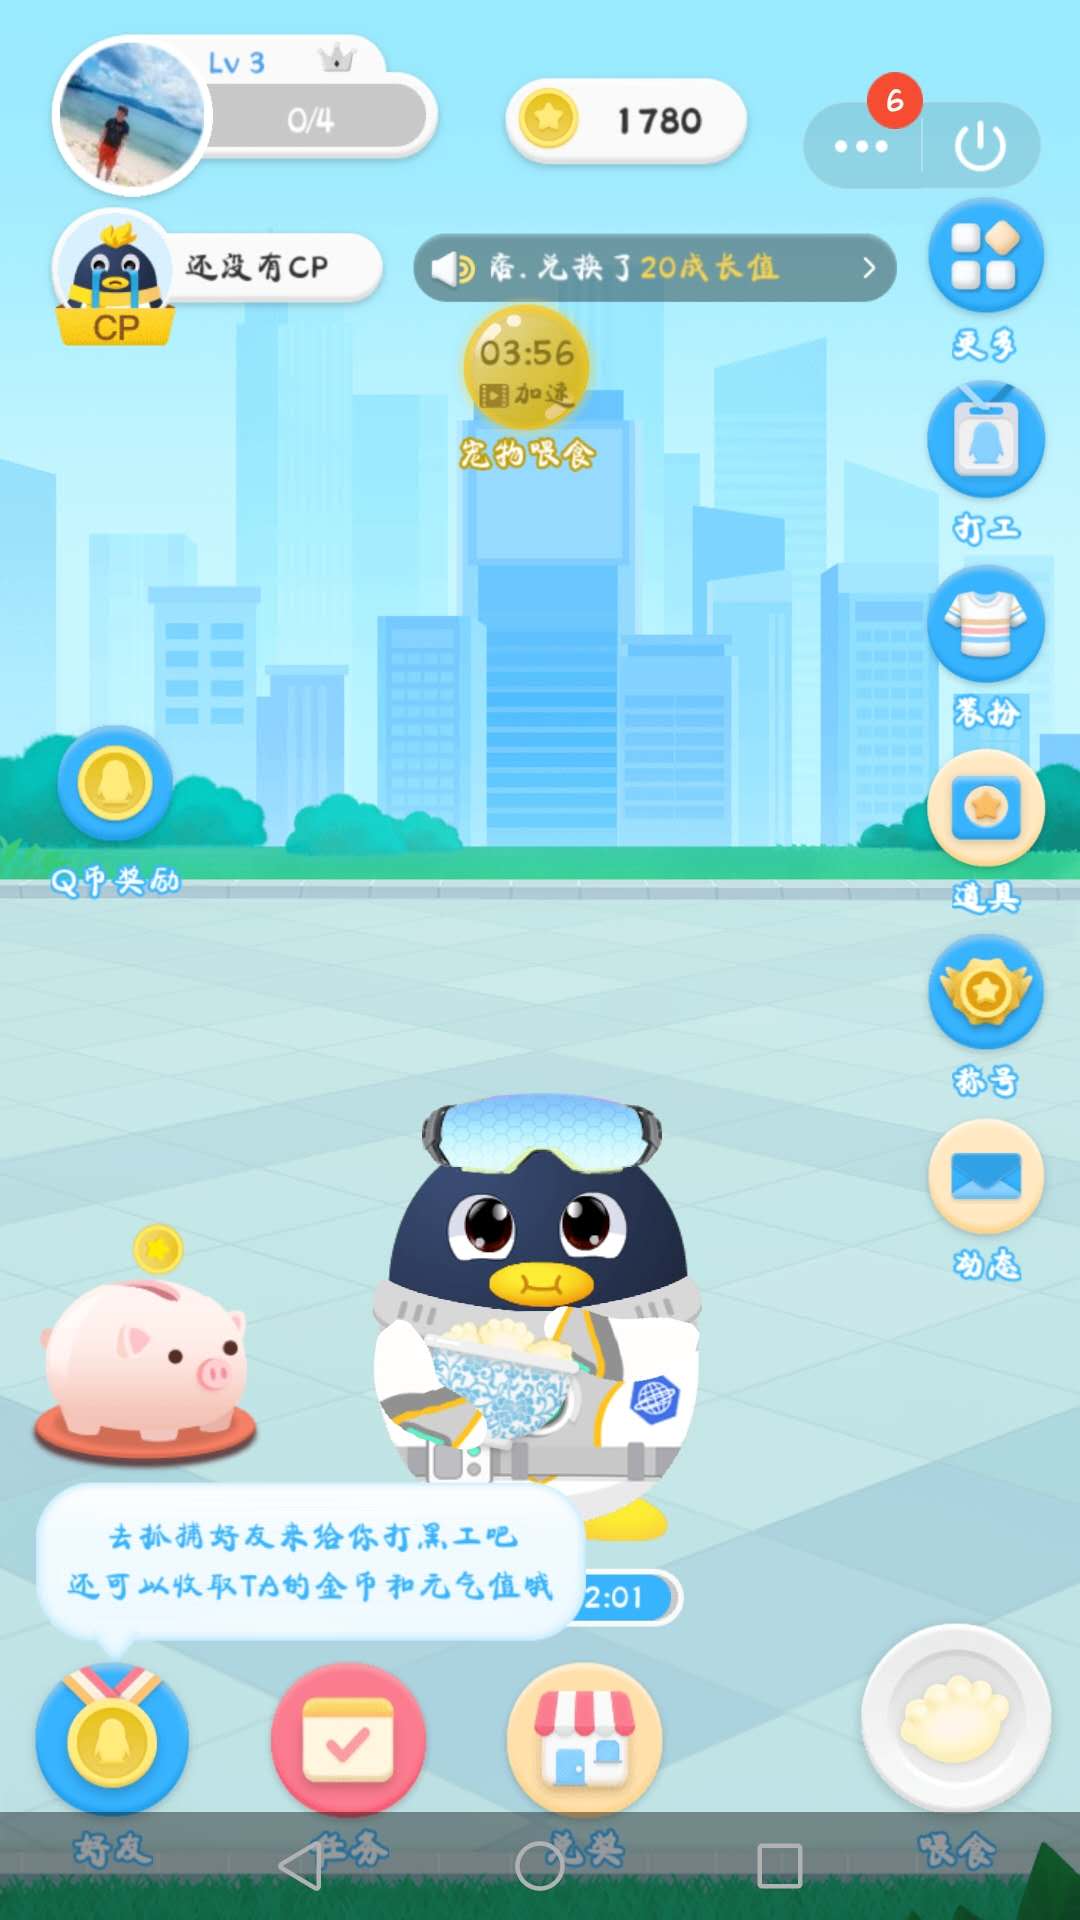 Lv 3
0/4
1780
6
还没有CP
CP
.兑换了20成长值
03:56
加速
宠物喂食
更多
打工
装扮
道具
称号
动态
Q币奖励
去抓捕好友来给你打黑工吧
还可以收取TA的金币和元气值哦
2:01
好友
任务
兑奖
喂食